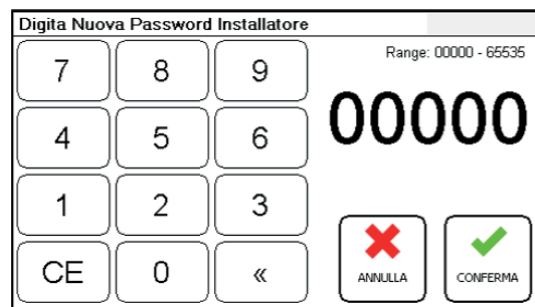 Digita Nuova Password Installatore
Range: 00000 - 65535
00000
7 8 9
4 5 6
1 2 3
CE 0 «
ANNULLA CONFERMA